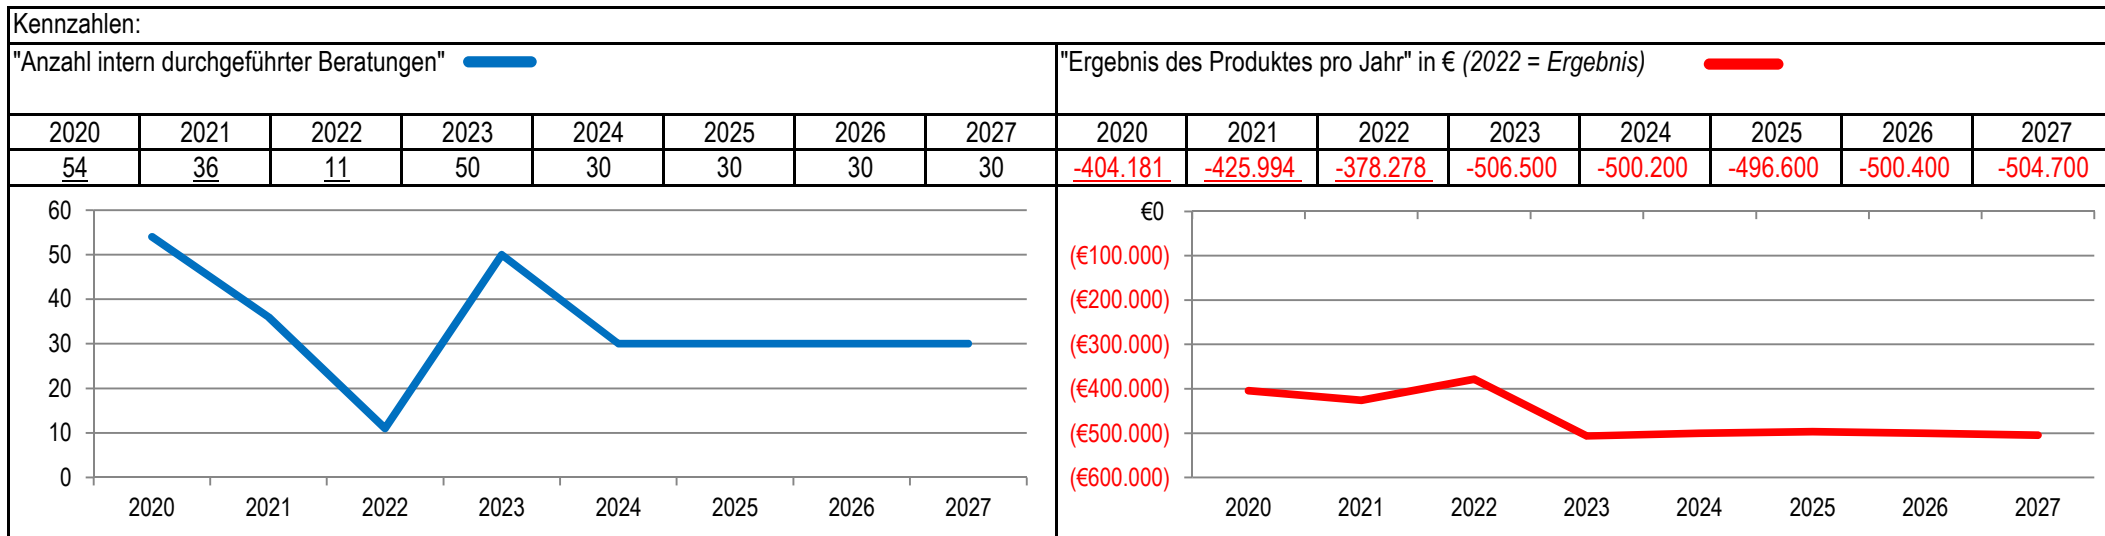 Kennzahlen:
"Anzahl intern durchgeführter Beratungen"
"Ergebnis des Produktes pro Jahr" in € (2022 = Ergebnis)
2020 2021 2022 2023 2024 2025 2026 2027
2020 2021 2022 2023 2024 2025 2026 2027
54 36 11 50 30 30 30 30
-404.181 -425.994 -378.278 -506.500 -500.200 -496.600 -500.400 -504.700
60
50
40
30
20
10
0
2020 2021 2022 2023 2024 2025 2026 2027
€0
(€100.000)
(€200.000)
(€300.000)
(€400.000)
(€500.000)
(€600.000)
2020 2021 2022 2023 2024 2025 2026 2027